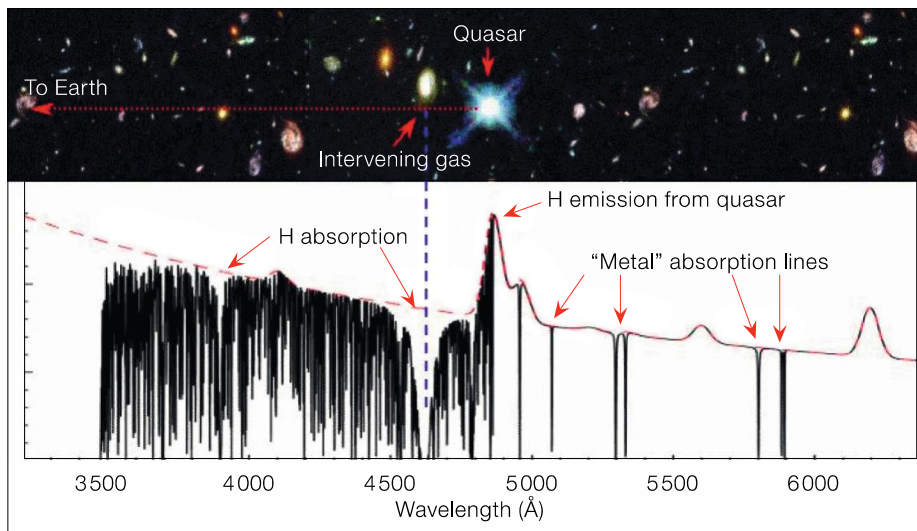 Quasar
To Earth
Intervening gas
H emission from quasar
H absorption
“Metal” absorption lines
3500 4000 4500 5000 5500 6000
Wavelength (Å)